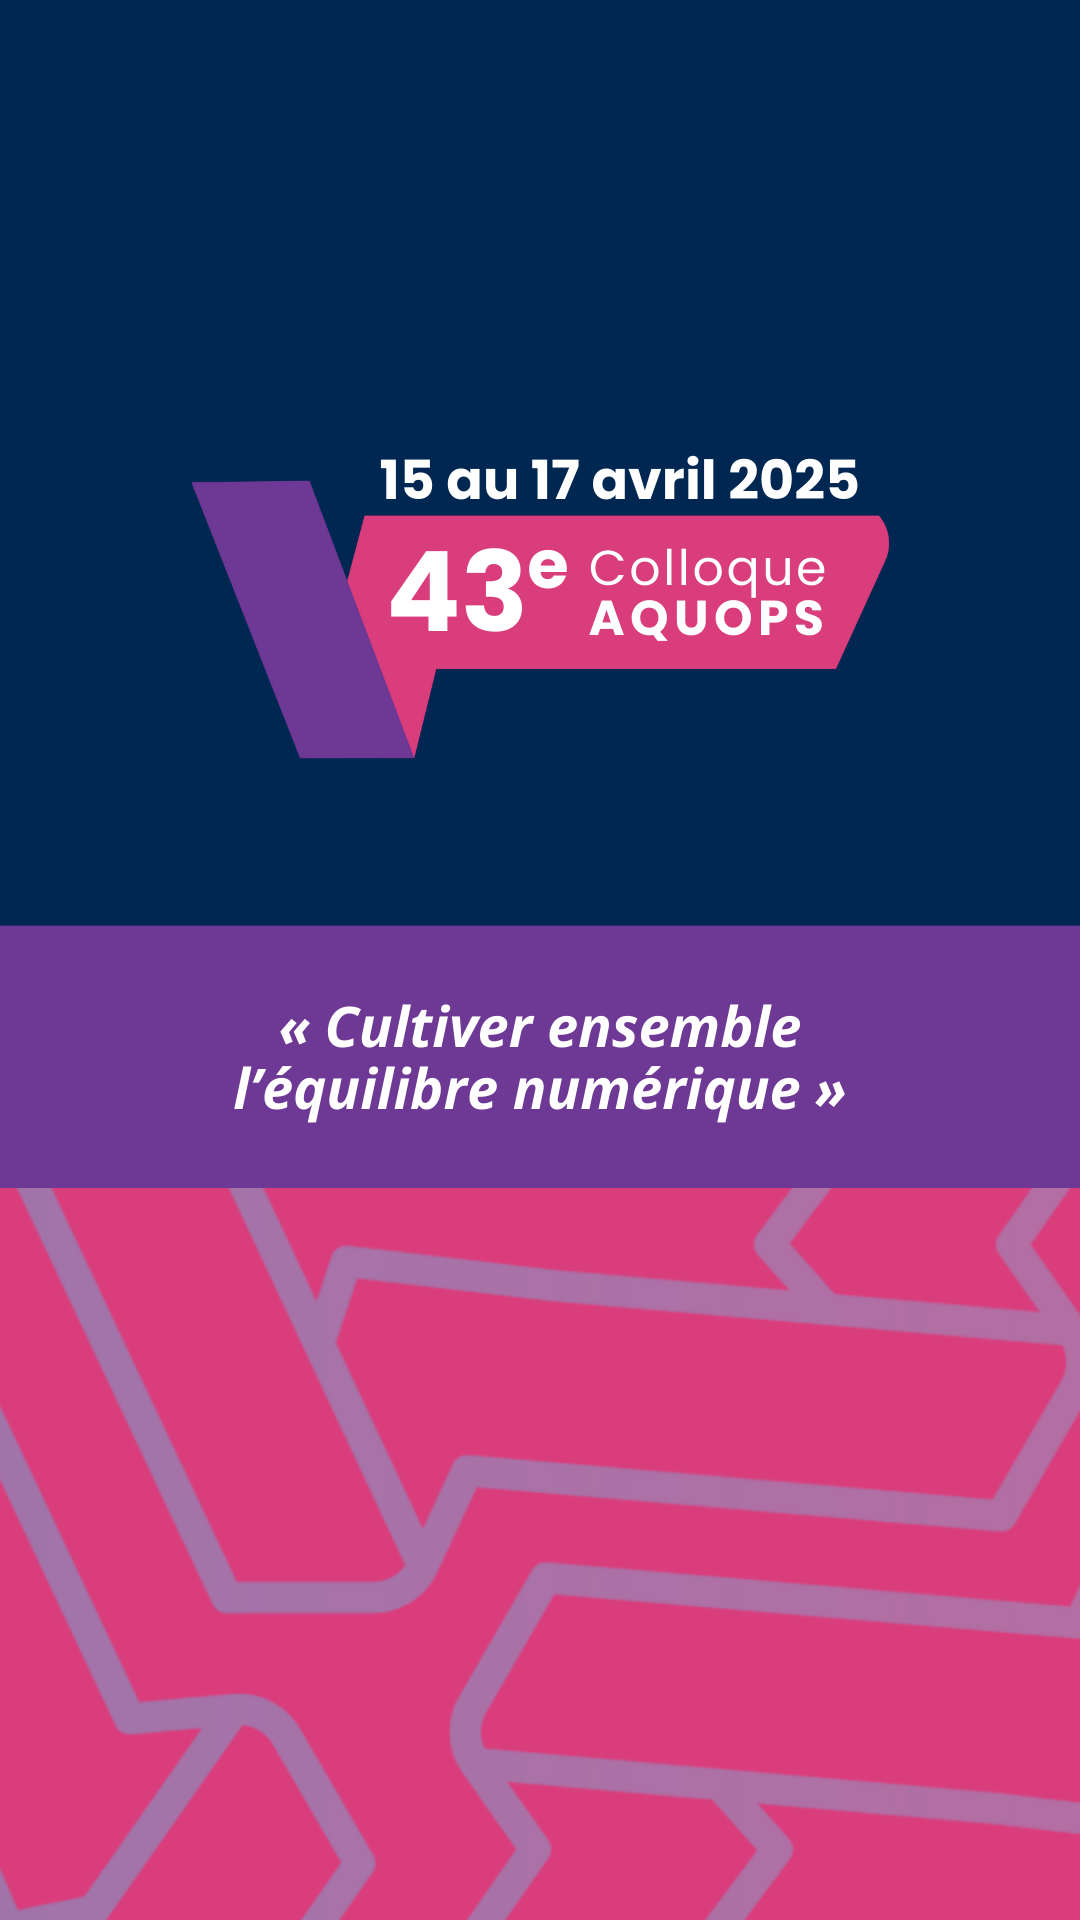 15 au 17 avril 2025
43e Colloque
AQUOPS
« Cultiver ensemble
l’équilibre numérique »